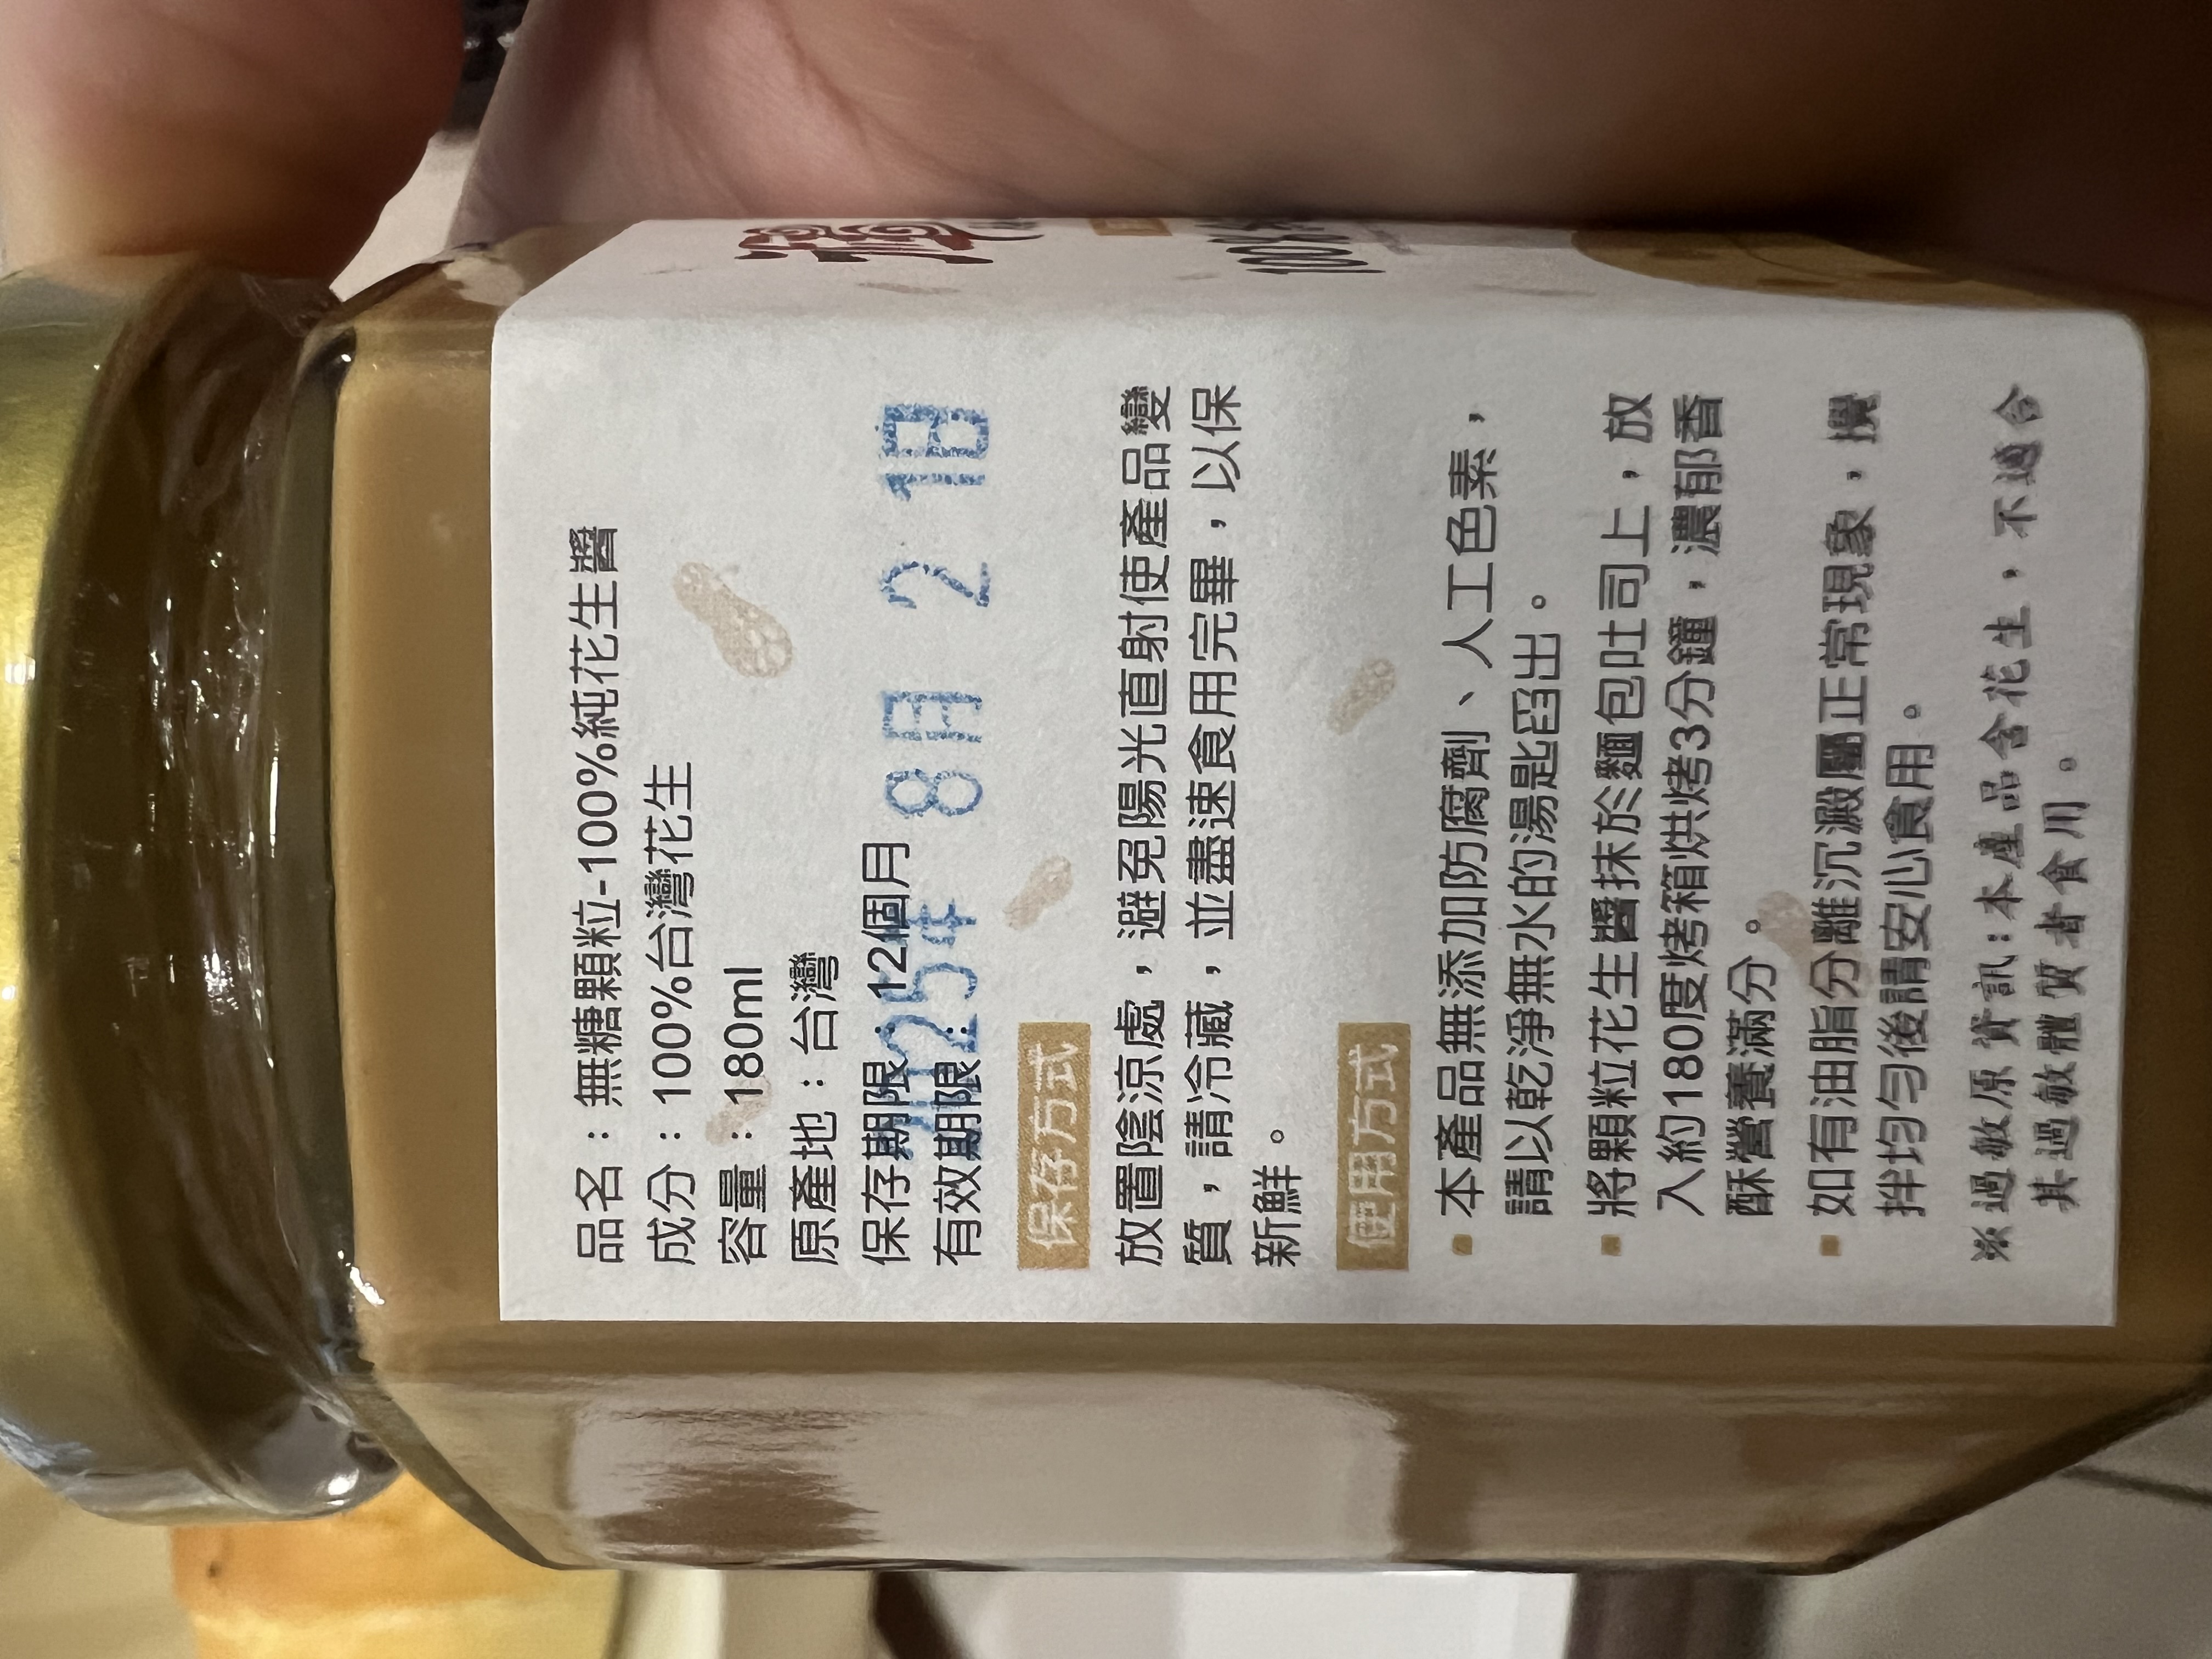 品名：無糖顆粒-100%純花生醬
成分：100%台灣花生
容量：180ml
原產地：台灣
保存期限：12個月
有效期限：
25年 8月 2 1日
保存方式
放置陰涼處，避免陽光直射使產品變
質，請冷藏，並盡速食用完畢，以保
新鮮。
使用方式
▪本產品無添加防腐劑、人工色素，
請以乾淨無水的湯匙舀出。
▪將顆粒花生醬抹於麵包吐司上，放
入約180度烤箱烘烤3分鐘，濃郁香
酥營養滿分。
▪如有油脂分離沉澱屬正常現象，攪
拌均勻後請安心食用。
※過敏原資訊:本產品含花生，不適合
其過敏體質者食用。
100%